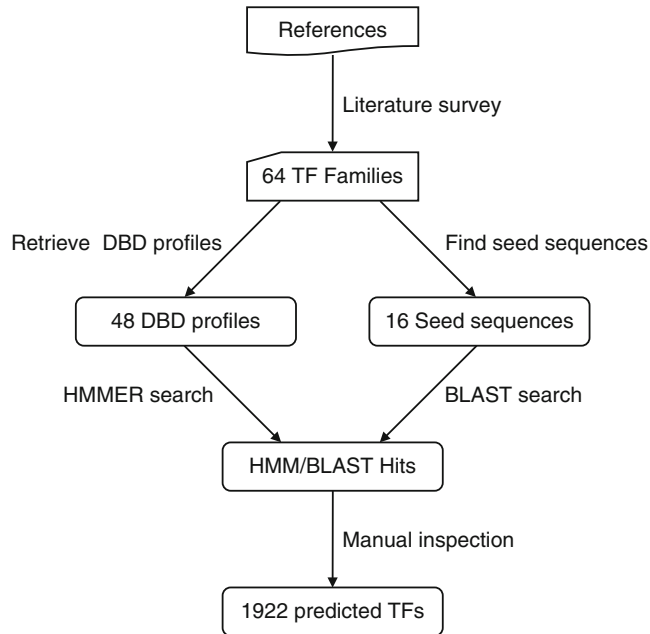 References
Literature survey
64 TF Families
Retrieve DBD profiles
Find seed sequences
48 DBD profiles
16 Seed sequences
HMMER search
BLAST search
HMM/BLAST Hits
Manual inspection
1922 predicted TFs